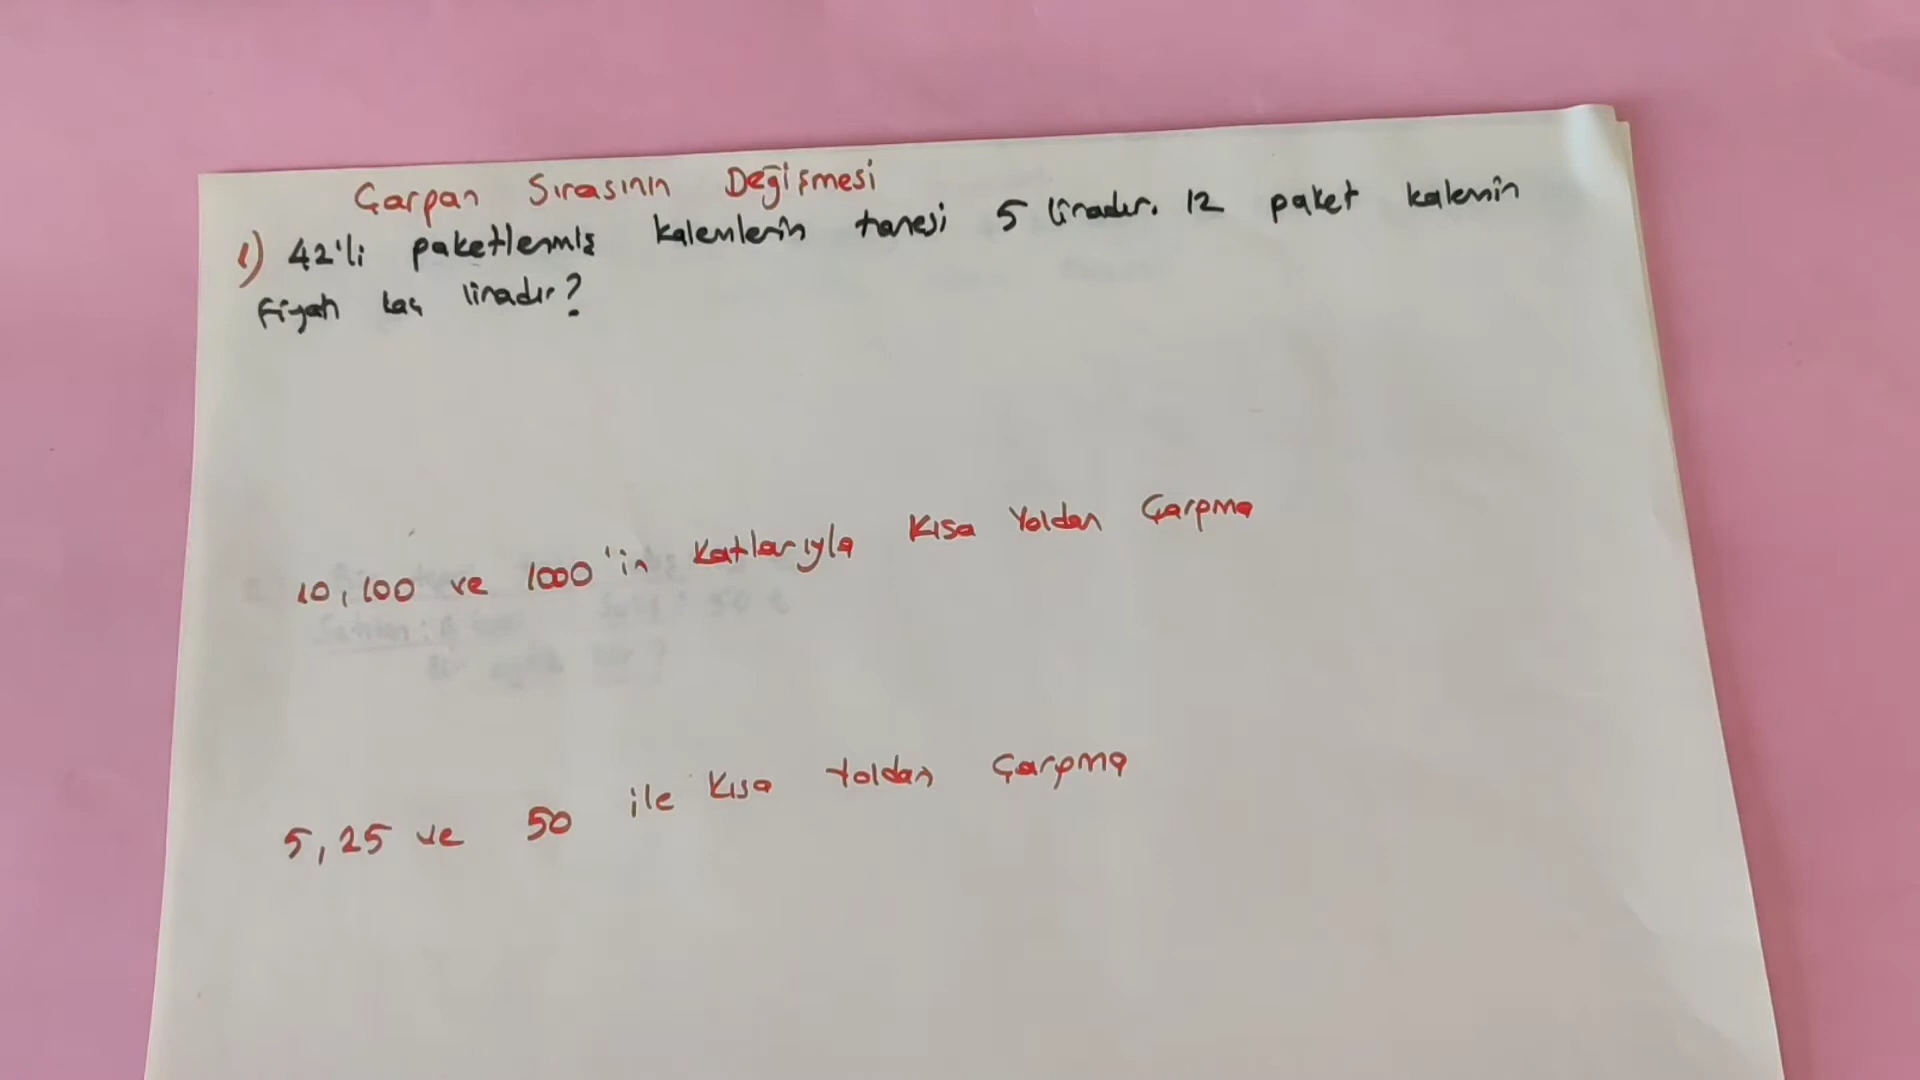 Çarpan Sırasının Değişmesi
1) 42'li paketlenmiş kalemlerin tanesi 5 liradır. 12 paket kalemin
fiyatı kaç liradır?
10, 100 ve 1000'in Katlarıyla Kısa Yoldan Çarpma
5, 25 ve 50 ile Kısa Yoldan Çarpma